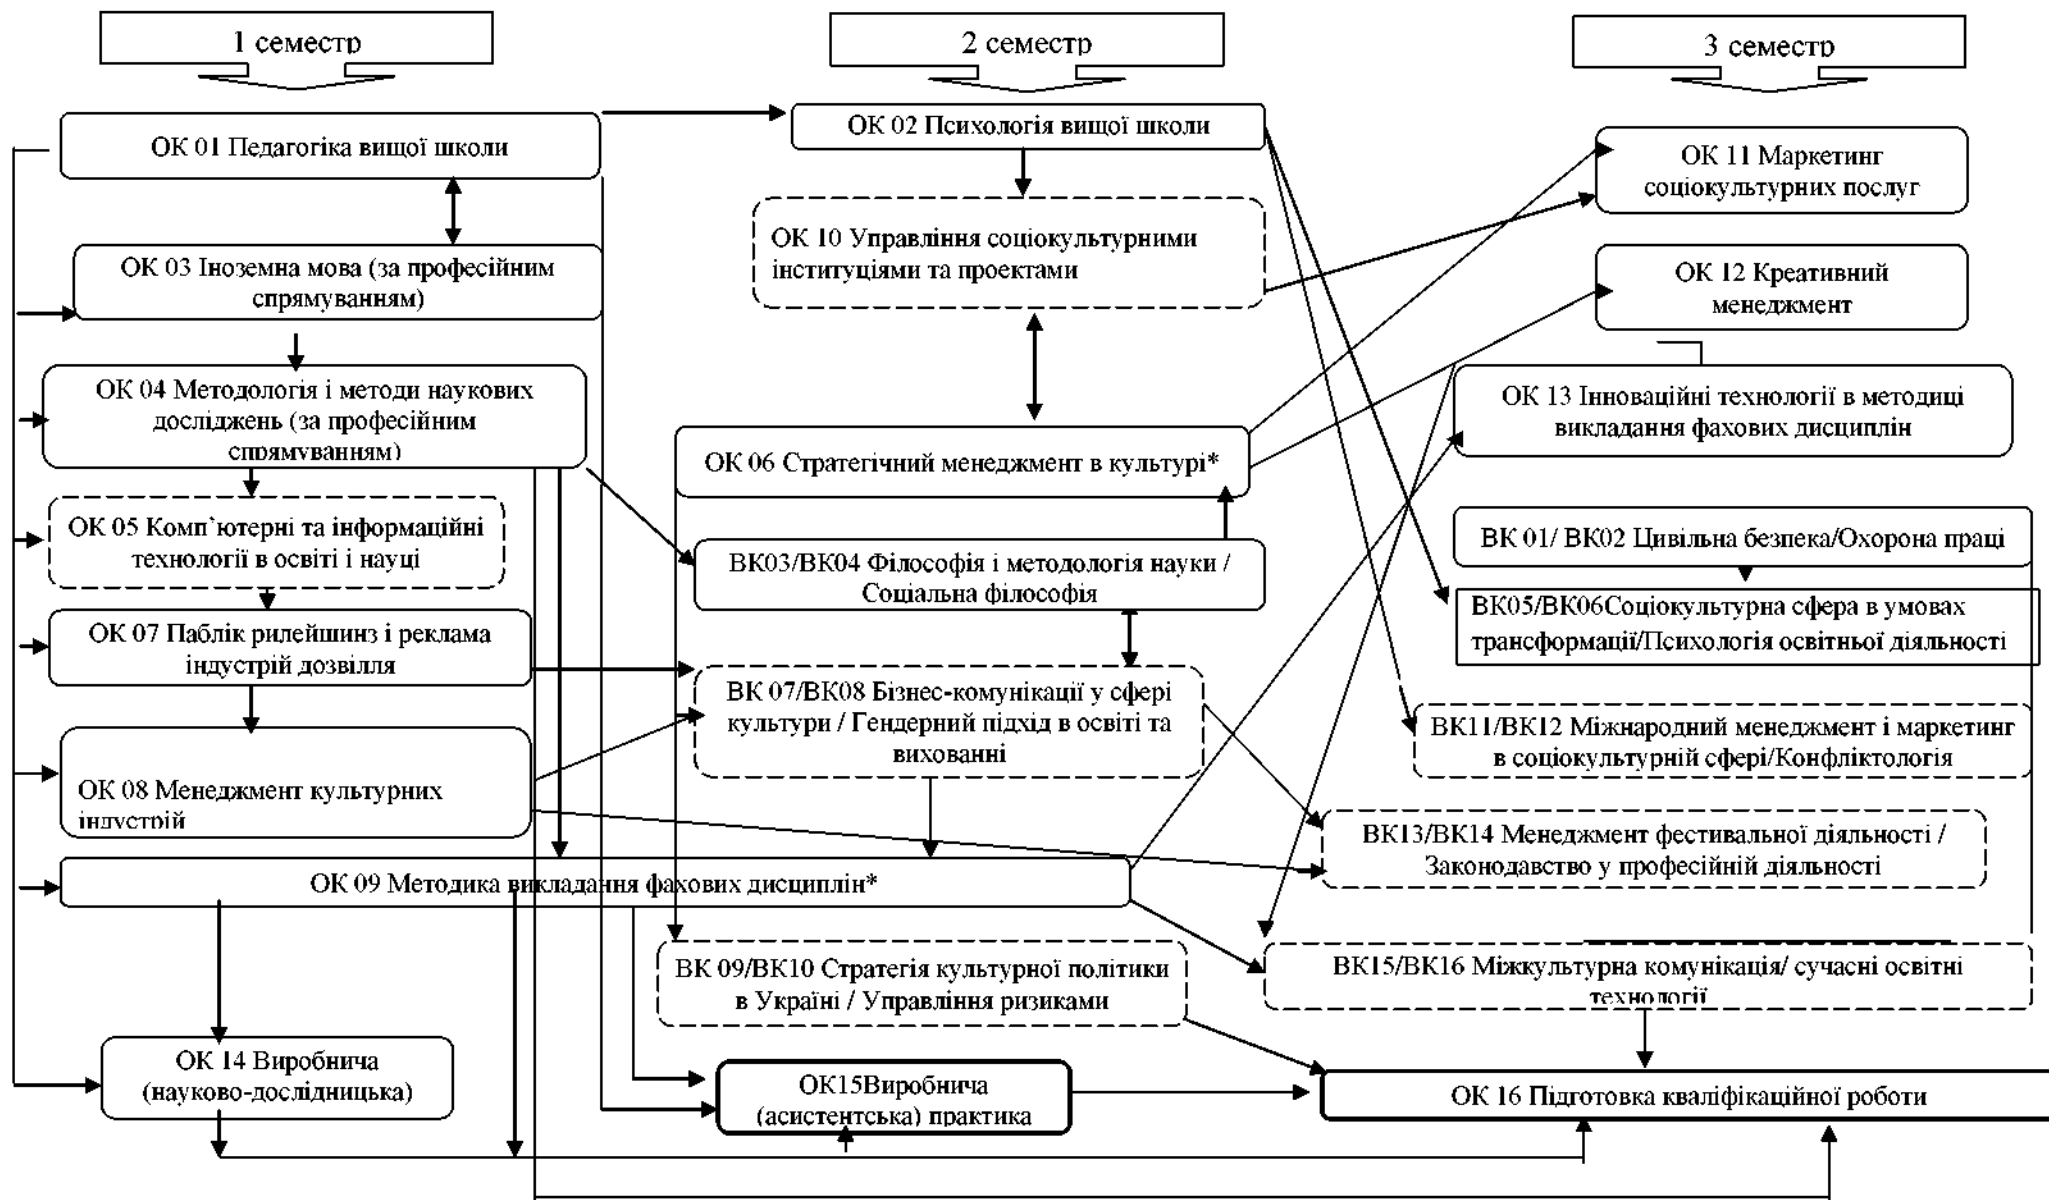 1 семестр
2 семестр
3 семестр
ОК 01 Педагогіка вищої школи
ОК 03 Іноземна мова (за професійним
спрямуванням)
ОК 04 Методологія і методи наукових
досліджень (за професійним
спрямуванням)
ОК 05 Комп`ютерні та інформаційні
технології в освіті і науці
ОК 07 Паблік рилейшинз і реклама
індустрій дозвілля
ОК 08 Менеджмент культурних
індустрій
ОК 09 Методика викладання фахових дисциплін*
ОК 14 Виробнича
(науково-дослідницька)
ОК 02 Психологія вищої школи
ОК 10 Управління соціокультурними
інституціями та проектами
ОК 06 Стратегічний менеджмент в культурі*
ВК03/ВК04 Філософія і методологія науки /
Соціальна філософія
ВК 07/ВК08 Бізнес-комунікації у сфері
культури / Гендерний підхід в освіті та
вихованні
ВК 09/ВК10 Стратегія культурної політики
в Україні / Управління ризиками
ОК15Виробнича
(асистентська) практика
ОК 11 Маркетинг
соціокультурних послуг
ОК 12 Креативний
менеджмент
ОК 13 Інноваційні технології в методиці
викладання фахових дисциплін
ВК 01/ ВК02 Цивільна безпека/Охорона праці
ВК05/ВК06Соціокультурна сфера в умовах
трансформації/Психологія освітньої діяльності
ВК11/ВК12 Міжнародний менеджмент і маркетинг
в соціокультурній сфері/Конфліктологія
ВК13/ВК14 Менеджмент фестивальної діяльності /
Законодавство у професійній діяльності
ВК15/ВК16 Міжкультурна комунікація/ сучасні освітні
технології
ОК 16 Підготовка кваліфікаційної роботи